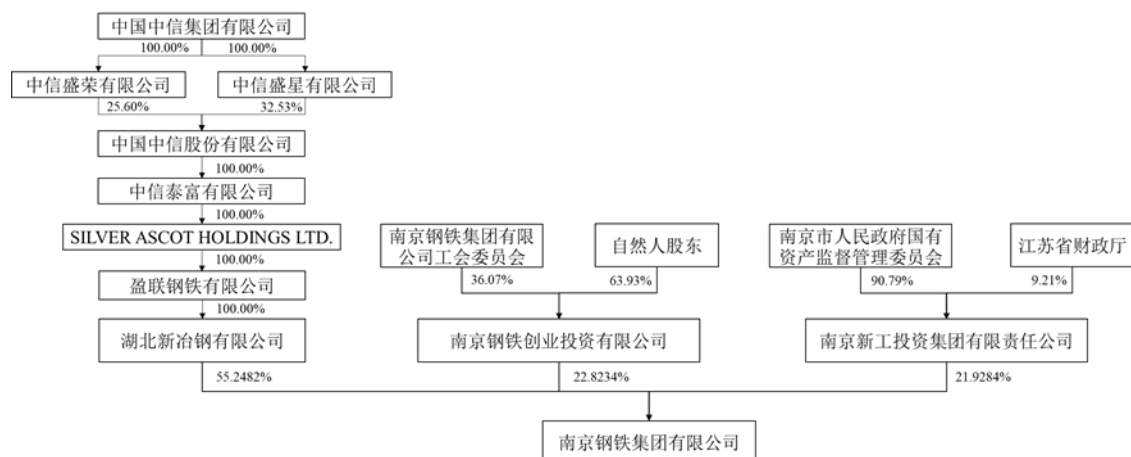 中国中信集团有限公司
100.00% 100.00%
中信盛荣有限公司 中信盛星有限公司
25.60% 32.53%
中国中信股份有限公司
100.00%
中信泰富有限公司
100.00%
SILVER ASCOT HOLDINGS LTD.
100.00%
盈联钢铁有限公司
100.00%
湖北新冶钢有限公司
55.2482%
南京钢铁集团有限
公司工会委员会
36.07%
自然人股东
63.93%
南京钢铁创业投资有限公司
22.8234%
南京市人民政府国有
资产监督管理委员会
90.79%
江苏省财政厅
9.21%
南京新工投资集团有限责任公司
21.9284%
南京钢铁集团有限公司